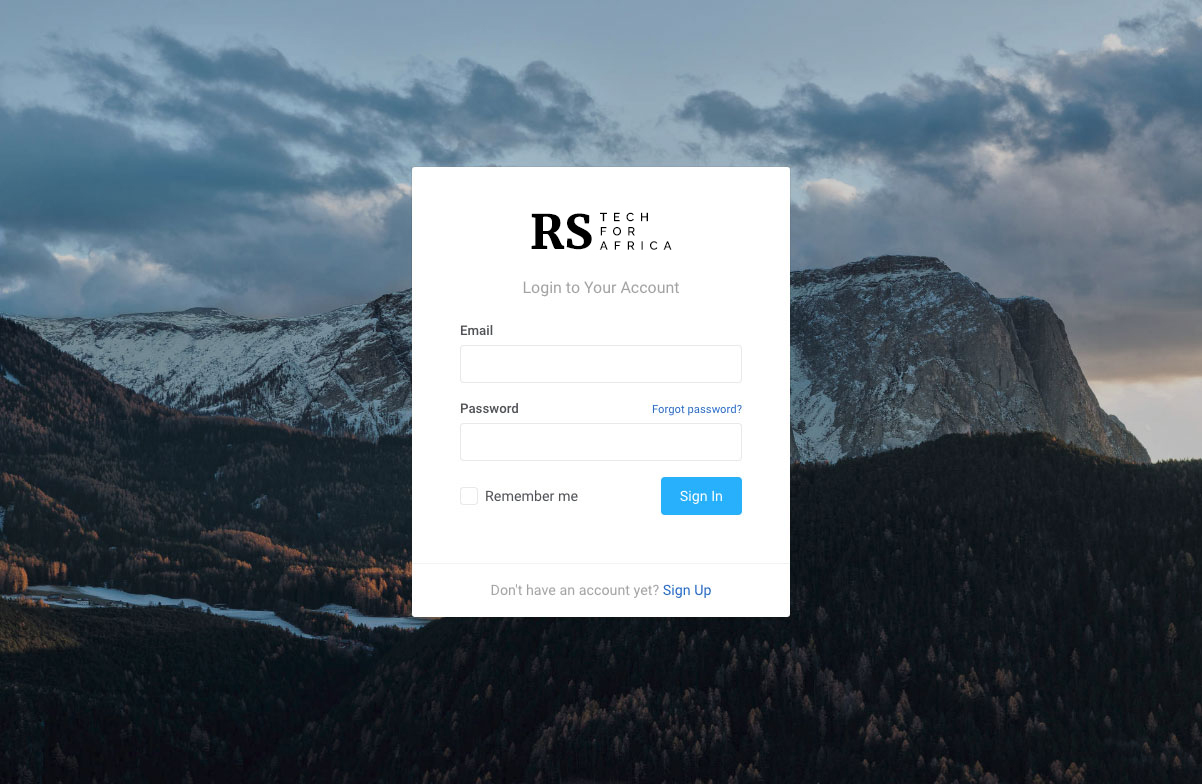 RS
TECH
FOR
AFRICA
Login to Your Account
Email
Password
Forgot password?
Remember me
Sign In
Don't have an account yet? Sign Up